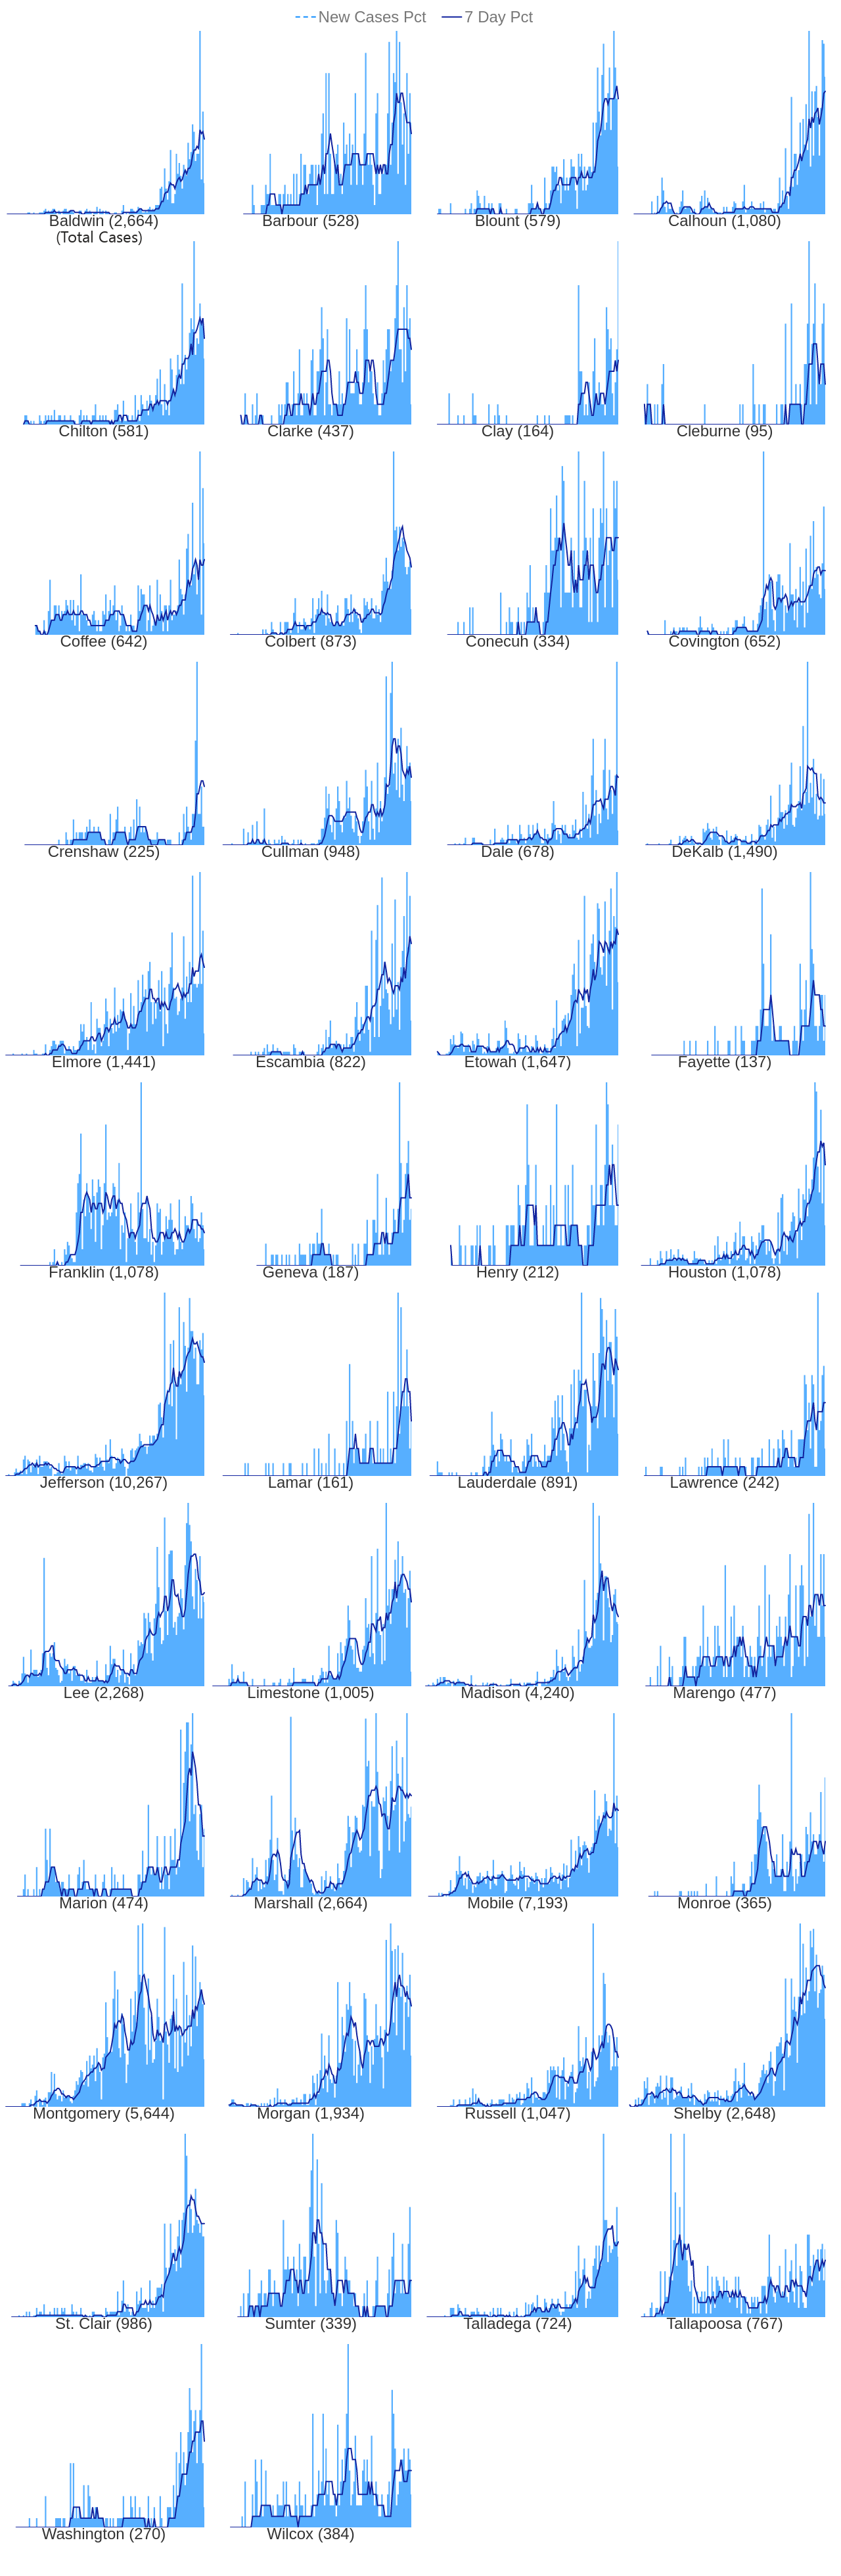 New Cases Pct 7 Day Pct
Baldwin (2,664) Barbour (528) Blount (579) Calhoun (1,080)
(Total Cases)
Chilton (581) Clarke (437) Clay (164) Cleburne (95)
Coffee (642) Colbert (873) Conecuh (334) Covington (652)
Crenshaw (225) Cullman (948) Dale (678) DeKalb (1,490)
Elmore (1,441) Escambia (822) Etowah (1,647) Fayette (137)
Franklin (1,078) Geneva (187) Henry (212) Houston (1,078)
Jefferson (10,267) Lamar (161) Lauderdale (891) Lawrence (242)
Lee (2,268) Limestone (1,005) Madison (4,240) Marengo (477)
Marion (474) Marshall (2,664) Mobile (7,193) Monroe (365)
Montgomery (5,644) Morgan (1,934) Russell (1,047) Shelby (2,648)
St. Clair (986) Sumter (339) Talladega (724) Tallapoosa (767)
Washington (270) Wilcox (384)